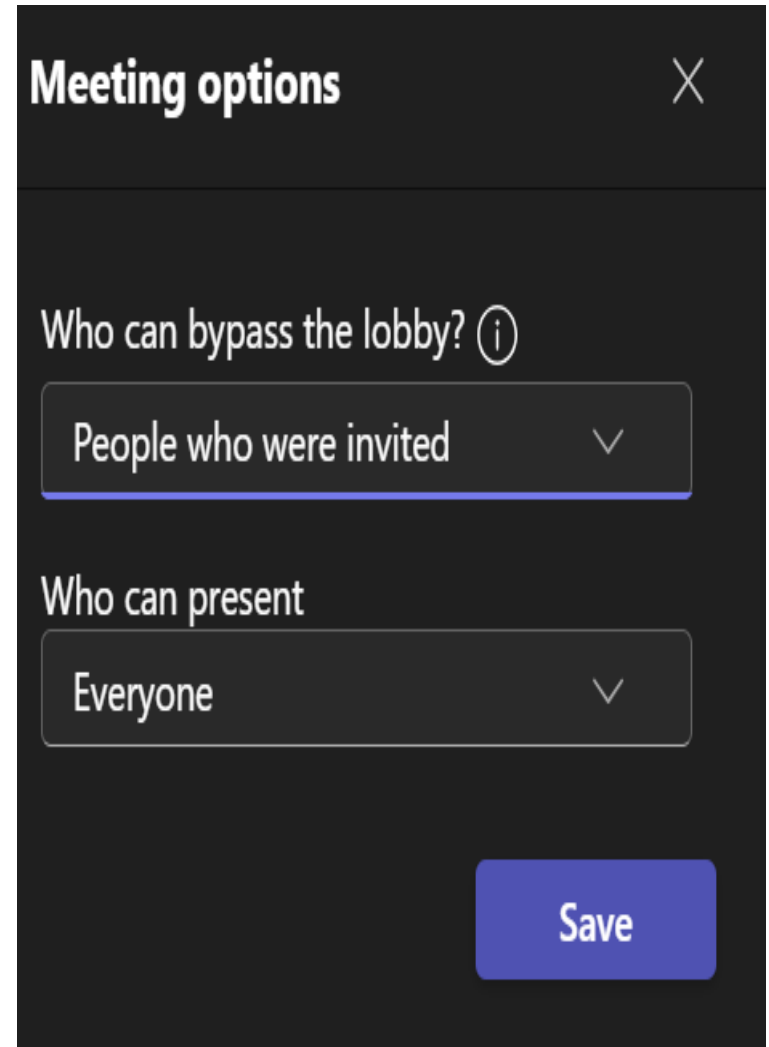 Meeting options
Who can bypass the lobby?
People who were invited
Who can present
Everyone
Save